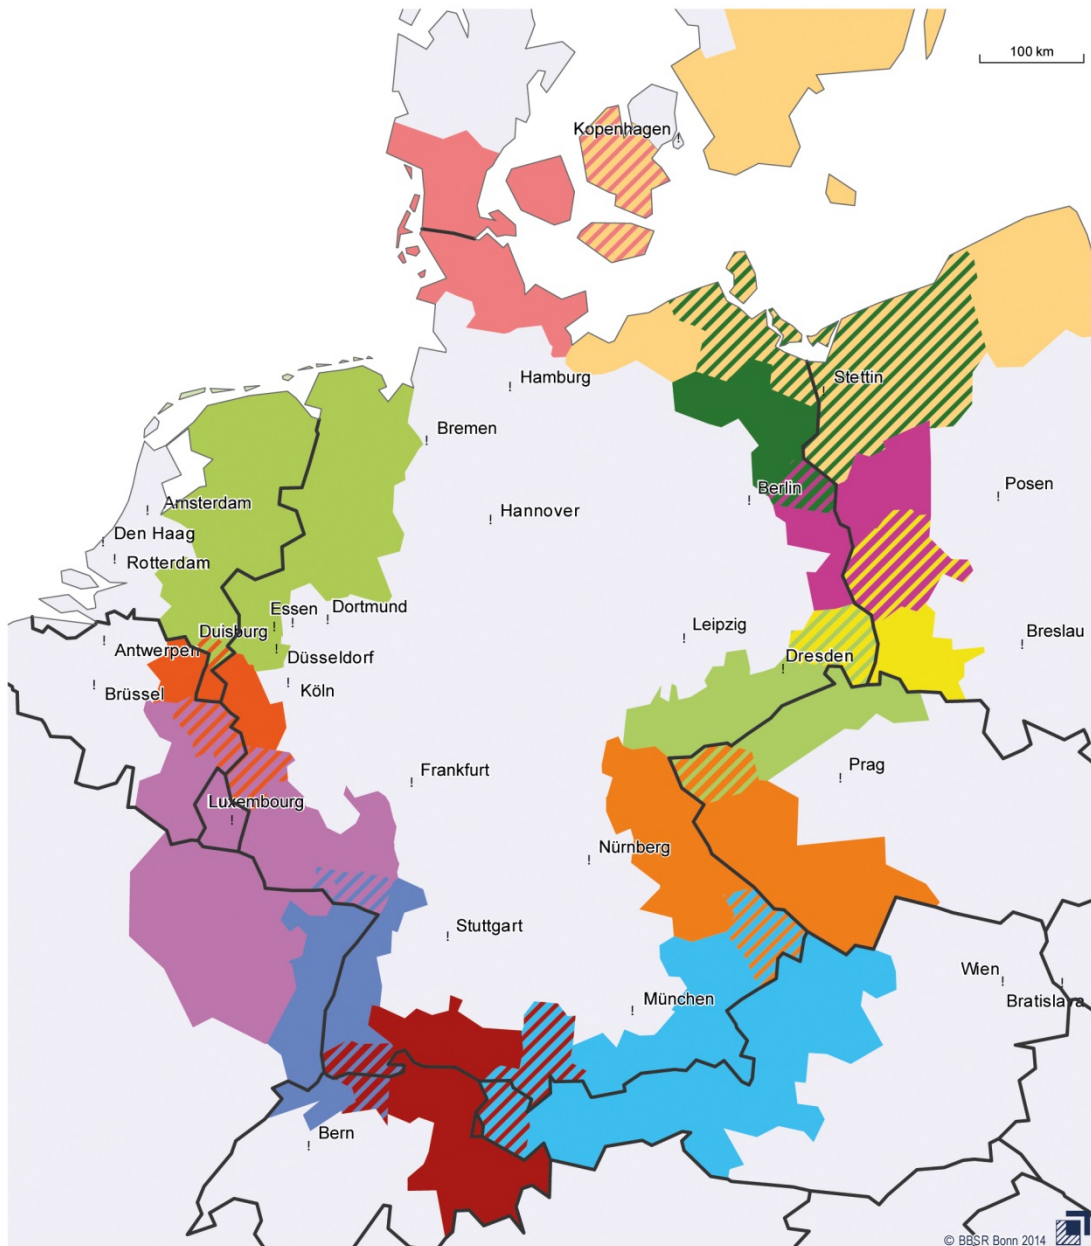 100 km
Kopenhagen
Hamburg
Stettin
Bremen
Amsterdam
Berlin
Posen
Hannover
Den Haag
Rotterdam
Essen
Dortmund
Duisburg
Leipzig
Breslau
Antwerpen
Düsseldorf
Dresden
Brüssel
Köln
Frankfurt
Prag
Luxembourg
Nürnberg
Stuttgart
Wien
München
Bratislava
Bern
© BBSR Bonn 2014